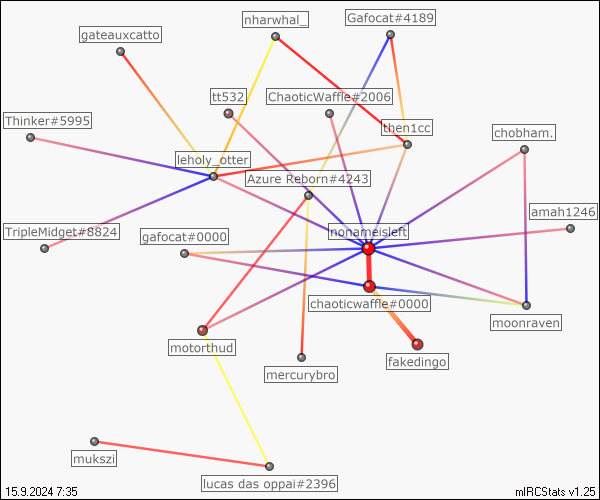 nharwhal_
Gafocat#4189
gateauxcatto
tt532
ChaoticWaffle#2006
Thinker#5995
then1cc
chobham.
leholy_otter
Azure Reborn#4243
amah1246
TripleMidget#8824
gafocat#0000
nonameisleft
chaoticwaffle#0000
moonraven
motorthud
fakedingo
mercurybro
mukszi
lucas das oppai#2396
15.9.2024 7:35
mIRCStats v1.25